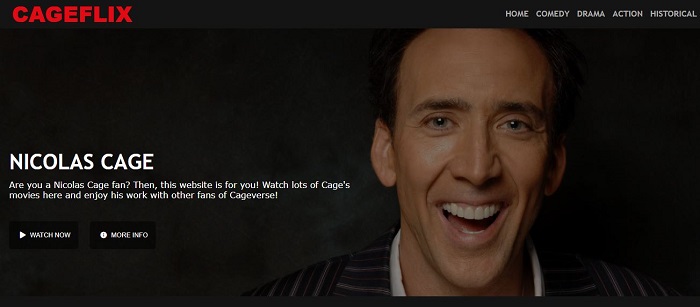 CAGEFLIX
HOME COMEDY DRAMA ACTION HISTORICAL
NICOLAS CAGE
Are you a Nicolas Cage fan? Then, this website is for you! Watch lots of Cage's
movies here and enjoy his work with other fans of Cageverse!
WATCH NOW MORE INFO